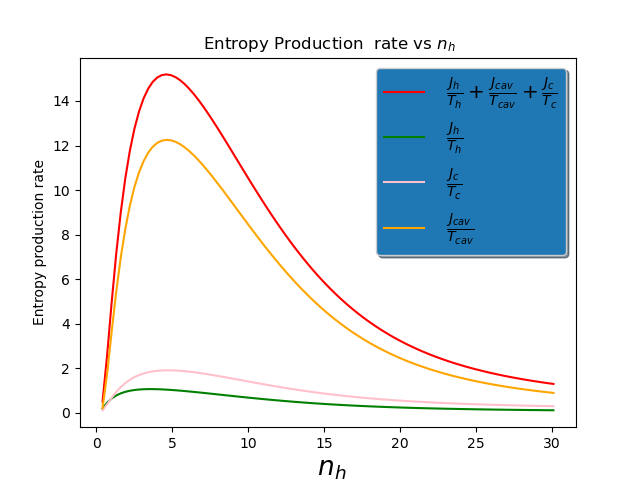 Entropy Production  rate vs $n_h$
Entropy production rate
14
12
10
8
6
4
2
0
$\frac{J_h}{T_h} + \frac{J_{cav}}{T_{cav}} + \frac{J_c}{T_c}$
$\frac{J_h}{T_h}$
$\frac{J_c}{T_c}$
$\frac{J_{cav}}{T_{cav}}$
0 5 10 15 20 25 30
$n_h$